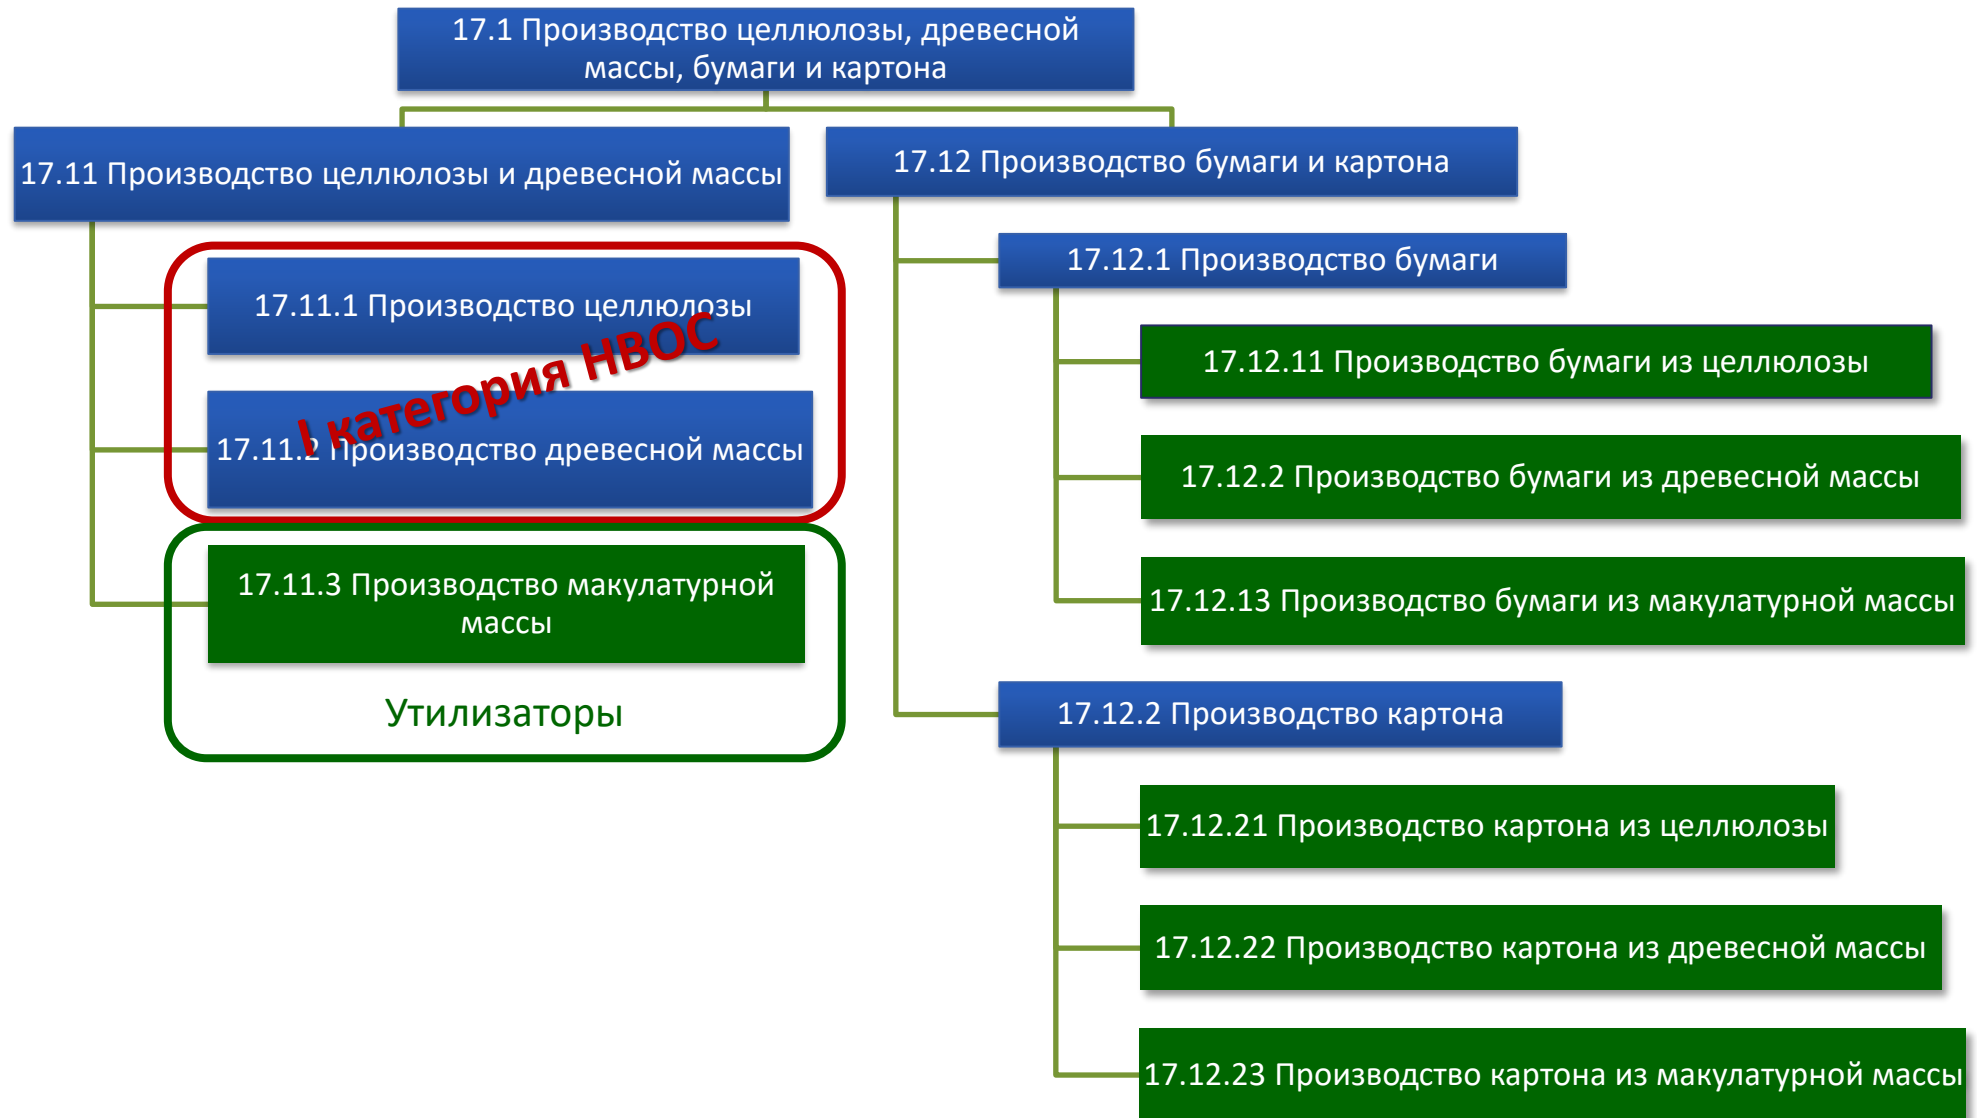 17.1 Производство целлюлозы, древесной
массы, бумаги и картона
17.11 Производство целлюлозы и древесной массы
17.11.1 Производство целлюлозы
I категория НВОС
17.11.2 Производство древесной массы
17.11.3 Производство макулатурной
массы
Утилизаторы
17.12 Производство бумаги и картона
17.12.1 Производство бумаги
17.12.11 Производство бумаги из целлюлозы
17.12.2 Производство бумаги из древесной массы
17.12.13 Производство бумаги из макулатурной массы
17.12.2 Производство картона
17.12.21 Производство картона из целлюлозы
17.12.22 Производство картона из древесной массы
17.12.23 Производство картона из макулатурной массы